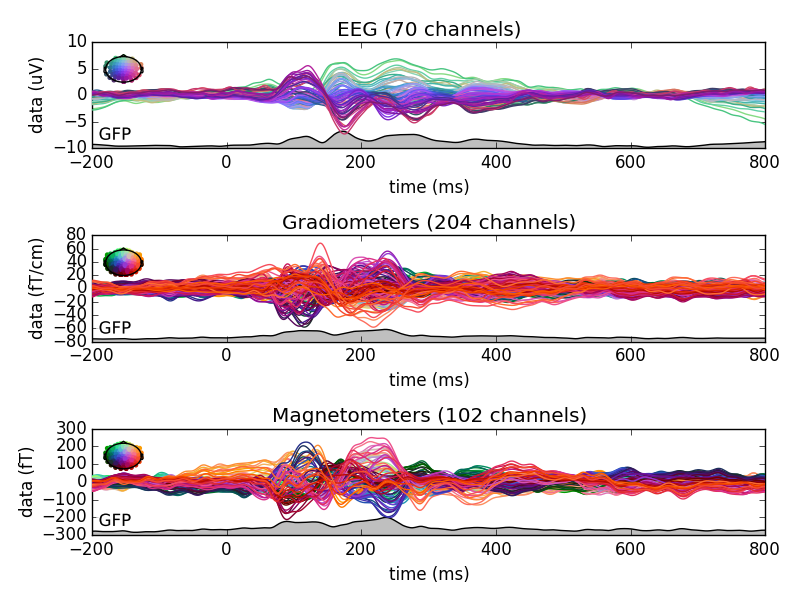 EEG (70 channels)
data (uV)
10
5
0
−5
−10
GFP
−200 0 200 400 600 800
time (ms)
Gradiometers (204 channels)
data (fT/cm)
80
60
40
20
0
−20
−40
−60
−80
GFP
−200 0 200 400 600 800
time (ms)
Magnetometers (102 channels)
data (fT)
300
200
100
0
−100
−200
−300
GFP
−200 0 200 400 600 800
time (ms)